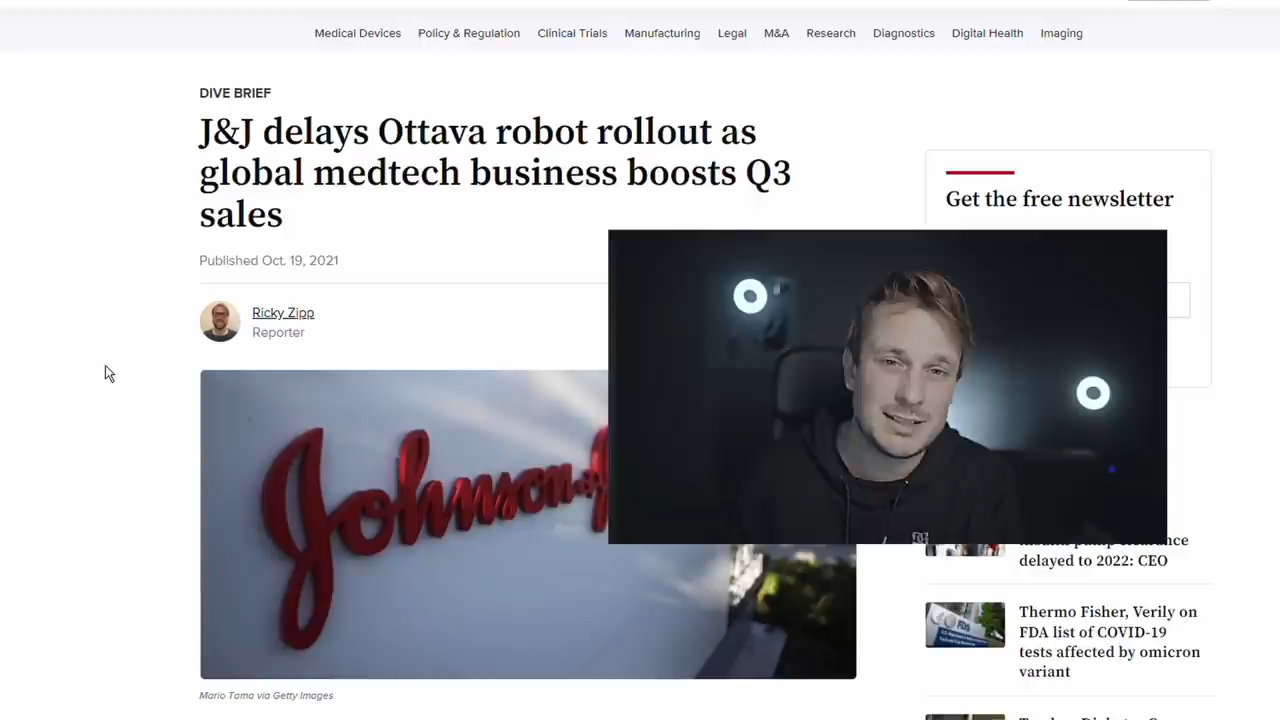 Medical Devices Policy & Regulation Clinical Trials Manufacturing Legal M&A Research Diagnostics Digital Health Imaging
DIVE BRIEF
J&J delays Ottava robot rollout as
global medtech business boosts Q3
sales
Published Oct. 19, 2021
Ricky Zipp
Reporter
Johnson
Mario Tama via Getty Images
Get the free newsletter
delayed to 2022: CEO
FDA
Thermo Fisher, Verily on
FDA list of COVID-19
tests affected by omicron
variant